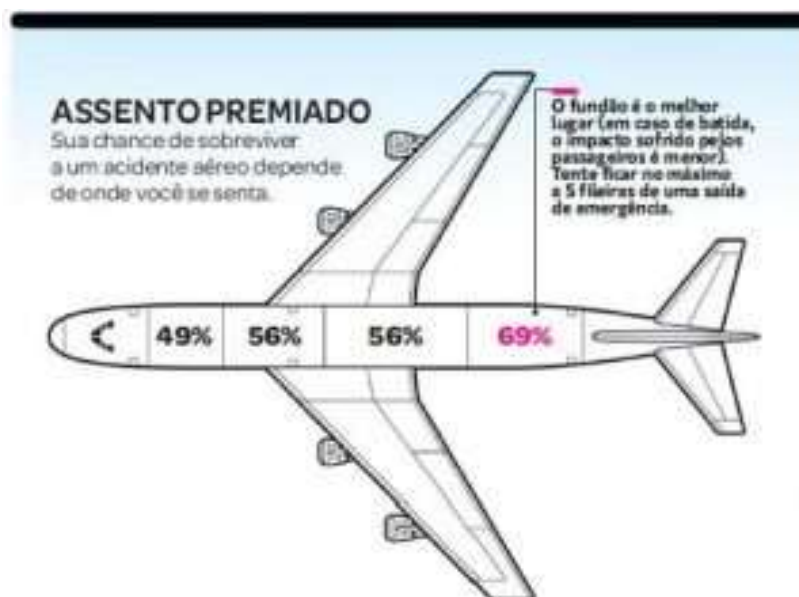 ASSENTO PREMIADO
Sua chance de sobreviver
a um acidente aéreo depende
de onde você se senta.
O fundão é o melhor
lugar (em caso de batida,
o impacto sofrido pelos
passageiros é menor).
Tente ficar no máximo
a 5 fileiras de uma saída
de emergência.
49% 56% 56% 69%